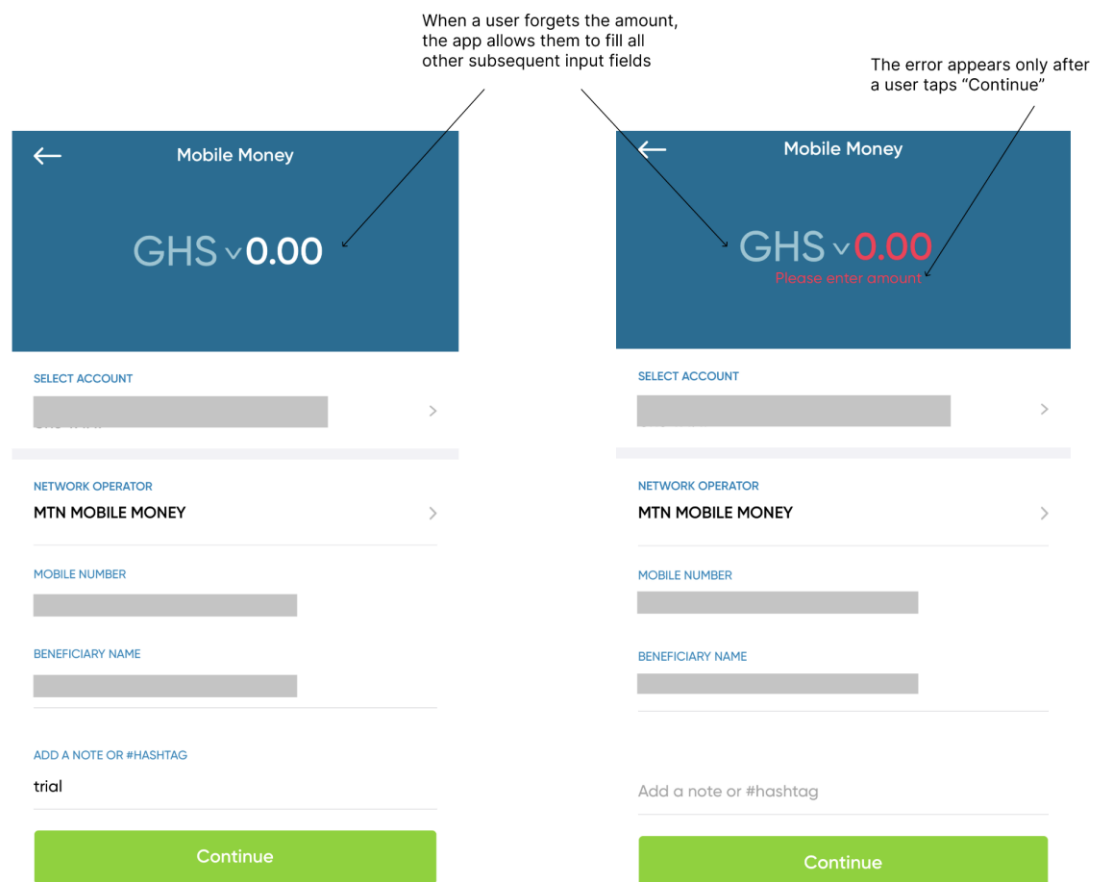 When a user forgets the amount,
the app allows them to fill all
other subsequent input fields
The error appears only after
a user taps “Continue”
Mobile Money
GHS 0.00
SELECT ACCOUNT
NETWORK OPERATOR
MTN MOBILE MONEY
MOBILE NUMBER
BENEFICIARY NAME
ADD A NOTE OR #HASHTAG
trial
Continue
Mobile Money
GHS 0.00
Please enter amount
SELECT ACCOUNT
NETWORK OPERATOR
MTN MOBILE MONEY
MOBILE NUMBER
BENEFICIARY NAME
Add a note or #hashtag
Continue